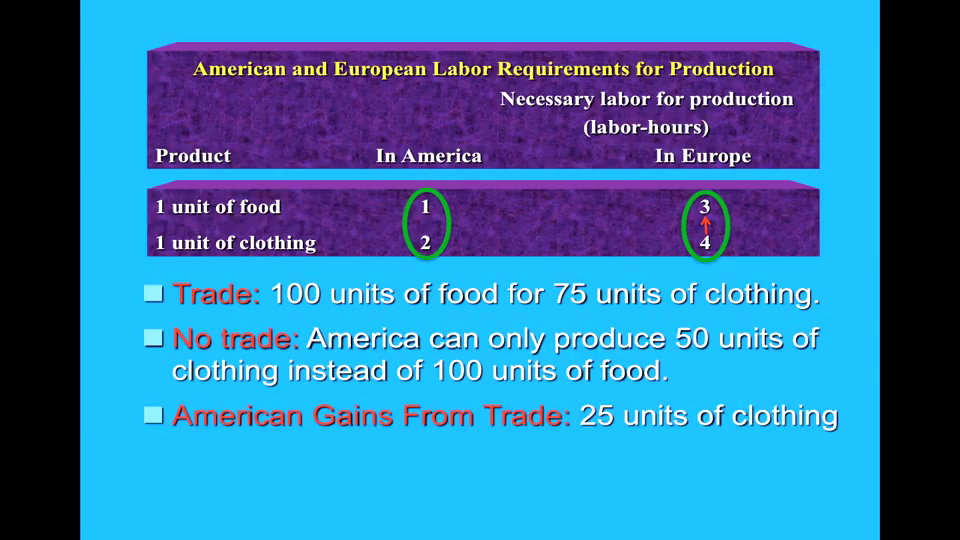 American and European Labor Requirements for Production
Necessary labor for production
(labor-hours)
Product In America In Europe
1 unit of food 1 3
1 unit of clothing 2 4
Trade: 100 units of food for 75 units of clothing.
No trade: America can only produce 50 units of
clothing instead of 100 units of food.
American Gains From Trade: 25 units of clothing